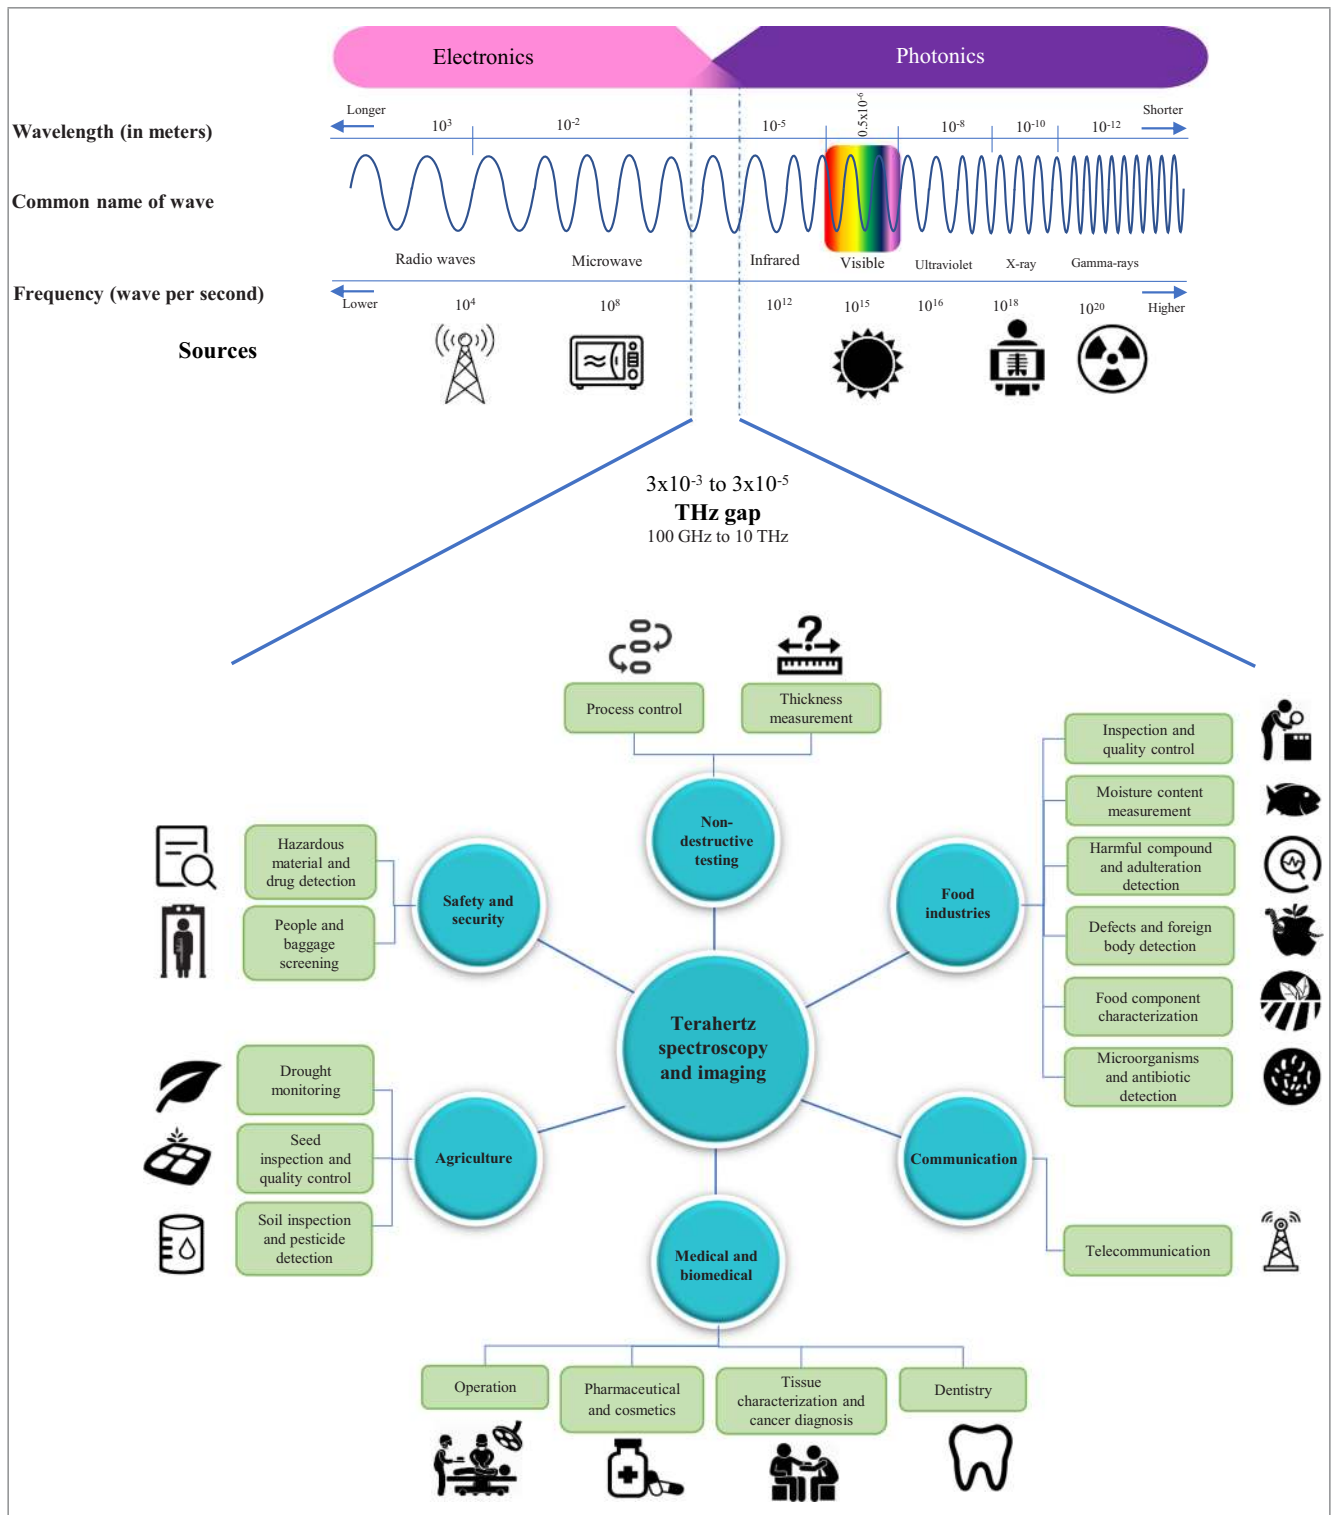 Electronics
Photonics
Wavelength (in meters)
Longer
10³
10⁻²
10⁻⁵
0.5x10⁻⁶
10⁻⁸
10⁻¹⁰
10⁻¹²
Shorter
Common name of wave
Radio waves
Microwave
Infrared
Visible
Ultraviolet
X-ray
Gamma-rays
Frequency (wave per second)
Lower
10⁴
10⁸
10¹²
10¹⁵
10¹⁶
10¹⁸
10²⁰
Higher
Sources
3x10⁻³ to 3x10⁻⁵
THz gap
100 GHz to 10 THz
Process control
Thickness
measurement
Non-
destructive
testing
Inspection and
quality control
Moisture content
measurement
Harmful compound
and adulteration
detection
Defects and foreign
body detection
Food component
characterization
Microorganisms
and antibiotic
detection
Food
industries
Hazardous
material and
drug detection
People and
baggage
screening
Safety and
security
Terahertz
spectroscopy
and imaging
Drought
monitoring
Seed
inspection and
quality control
Soil inspection
and pesticide
detection
Agriculture
Communication
Telecommunication
Medical and
biomedical
Operation
Pharmaceutical
and cosmetics
Tissue
characterization and
cancer diagnosis
Dentistry